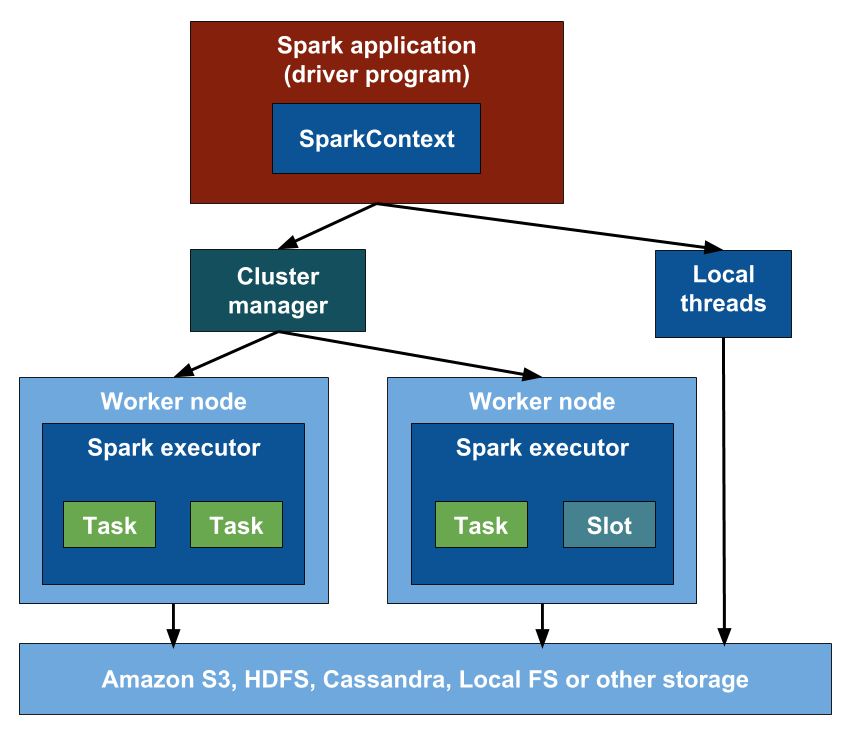 Spark application
(driver program)
SparkContext
Cluster
manager
Local
threads
Worker node
Spark executor
Task
Task
Worker node
Spark executor
Task
Slot
Amazon S3, HDFS, Cassandra, Local FS or other storage